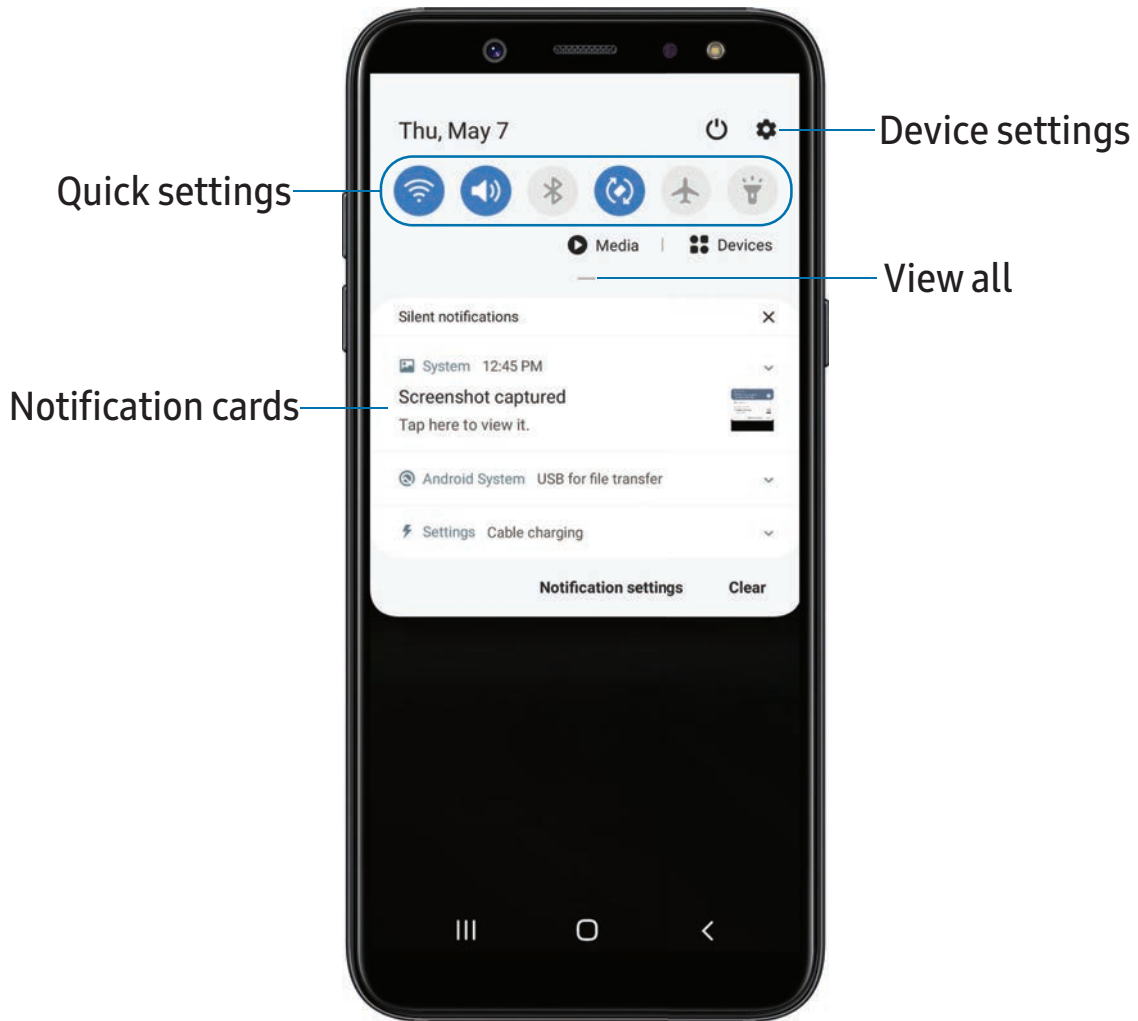 Thu, May 7
Device settings
Quick settings
Media
Devices
View all
Silent notifications
System 12:45 PM
Screenshot captured
Tap here to view it.
Notification cards
Android System USB for file transfer
Settings Cable charging
Notification settings Clear